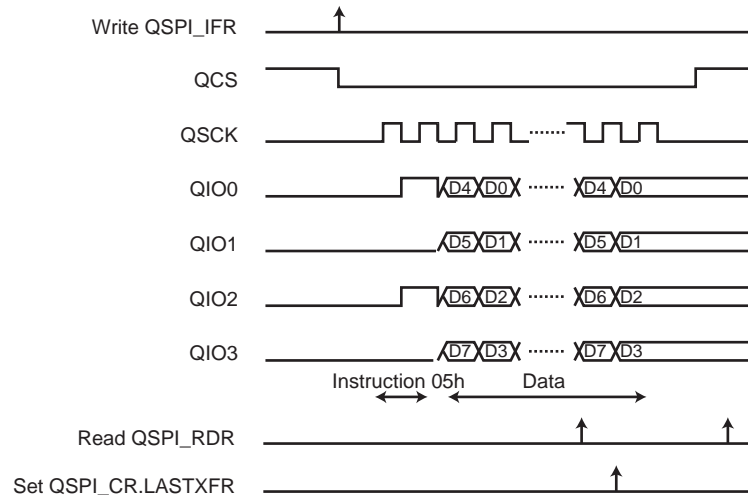 Write QSPI_IFR
QCS
QSCK
QIO0 D4 D0 D4 D0
QIO1 D5 D1 D5 D1
QIO2 D6 D2 D6 D2
QIO3 D7 D3 D7 D3
Instruction 05h Data
Read QSPI_RDR
Set QSPI_CR.LASTXFR